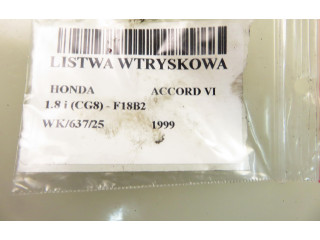 LISTWA WTRYSKOWA
HONDA ACCORD VI
1.8 i (CG8) - F18B2
WK/637/25 1999